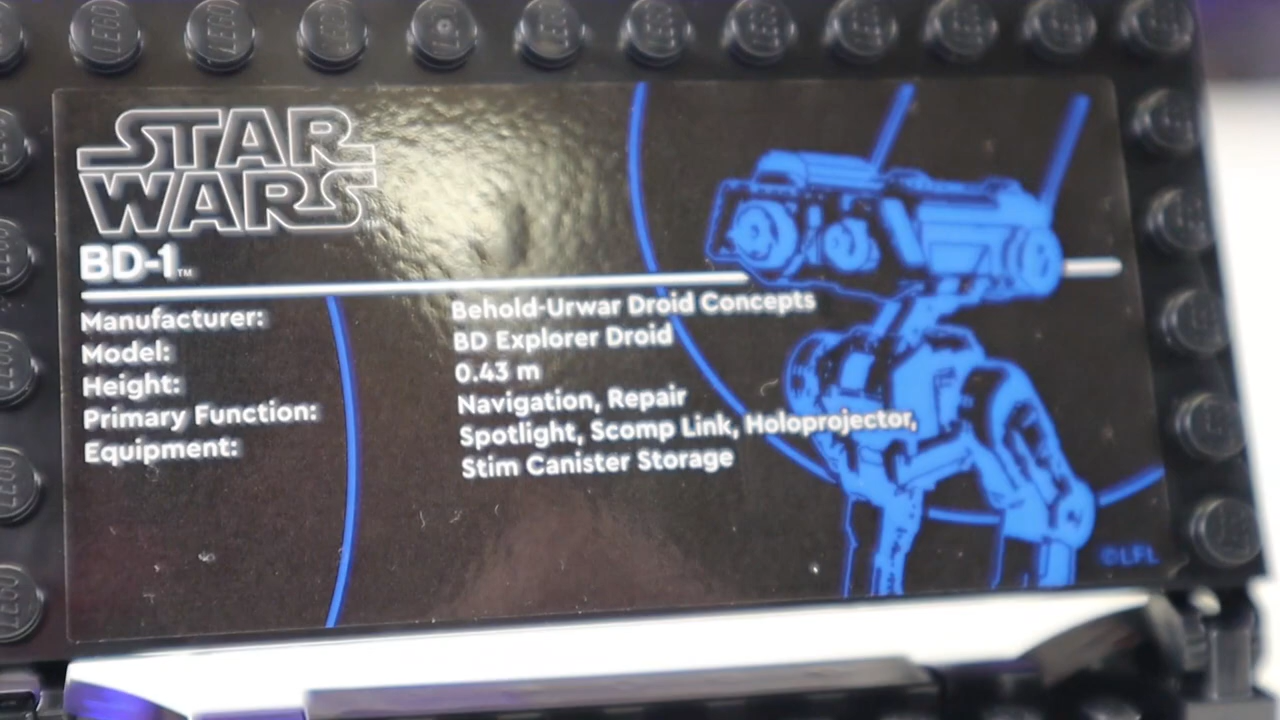 STAR
WARS
BD-1™
Manufacturer: Behold-Urwar Droid Concepts
Model: BD Explorer Droid
Height: 0.43 m
Primary Function: Navigation, Repair
Equipment: Spotlight, Scomp Link, Holoprojector,
Stim Canister Storage
©LFL